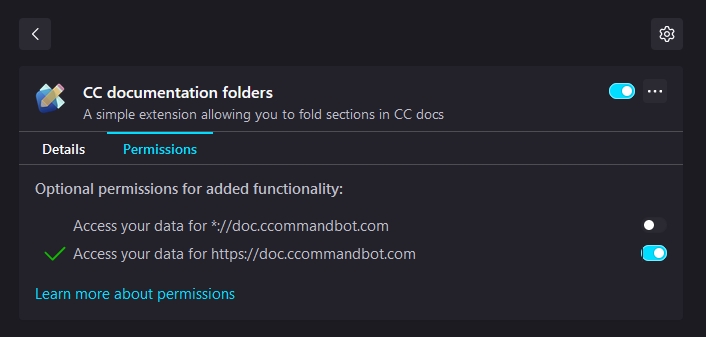 CC documentation folders
A simple extension allowing you to fold sections in CC docs
Details Permissions
Optional permissions for added functionality:
Access your data for *://doc.ccommandbot.com
Access your data for https://doc.ccommandbot.com
Learn more about permissions